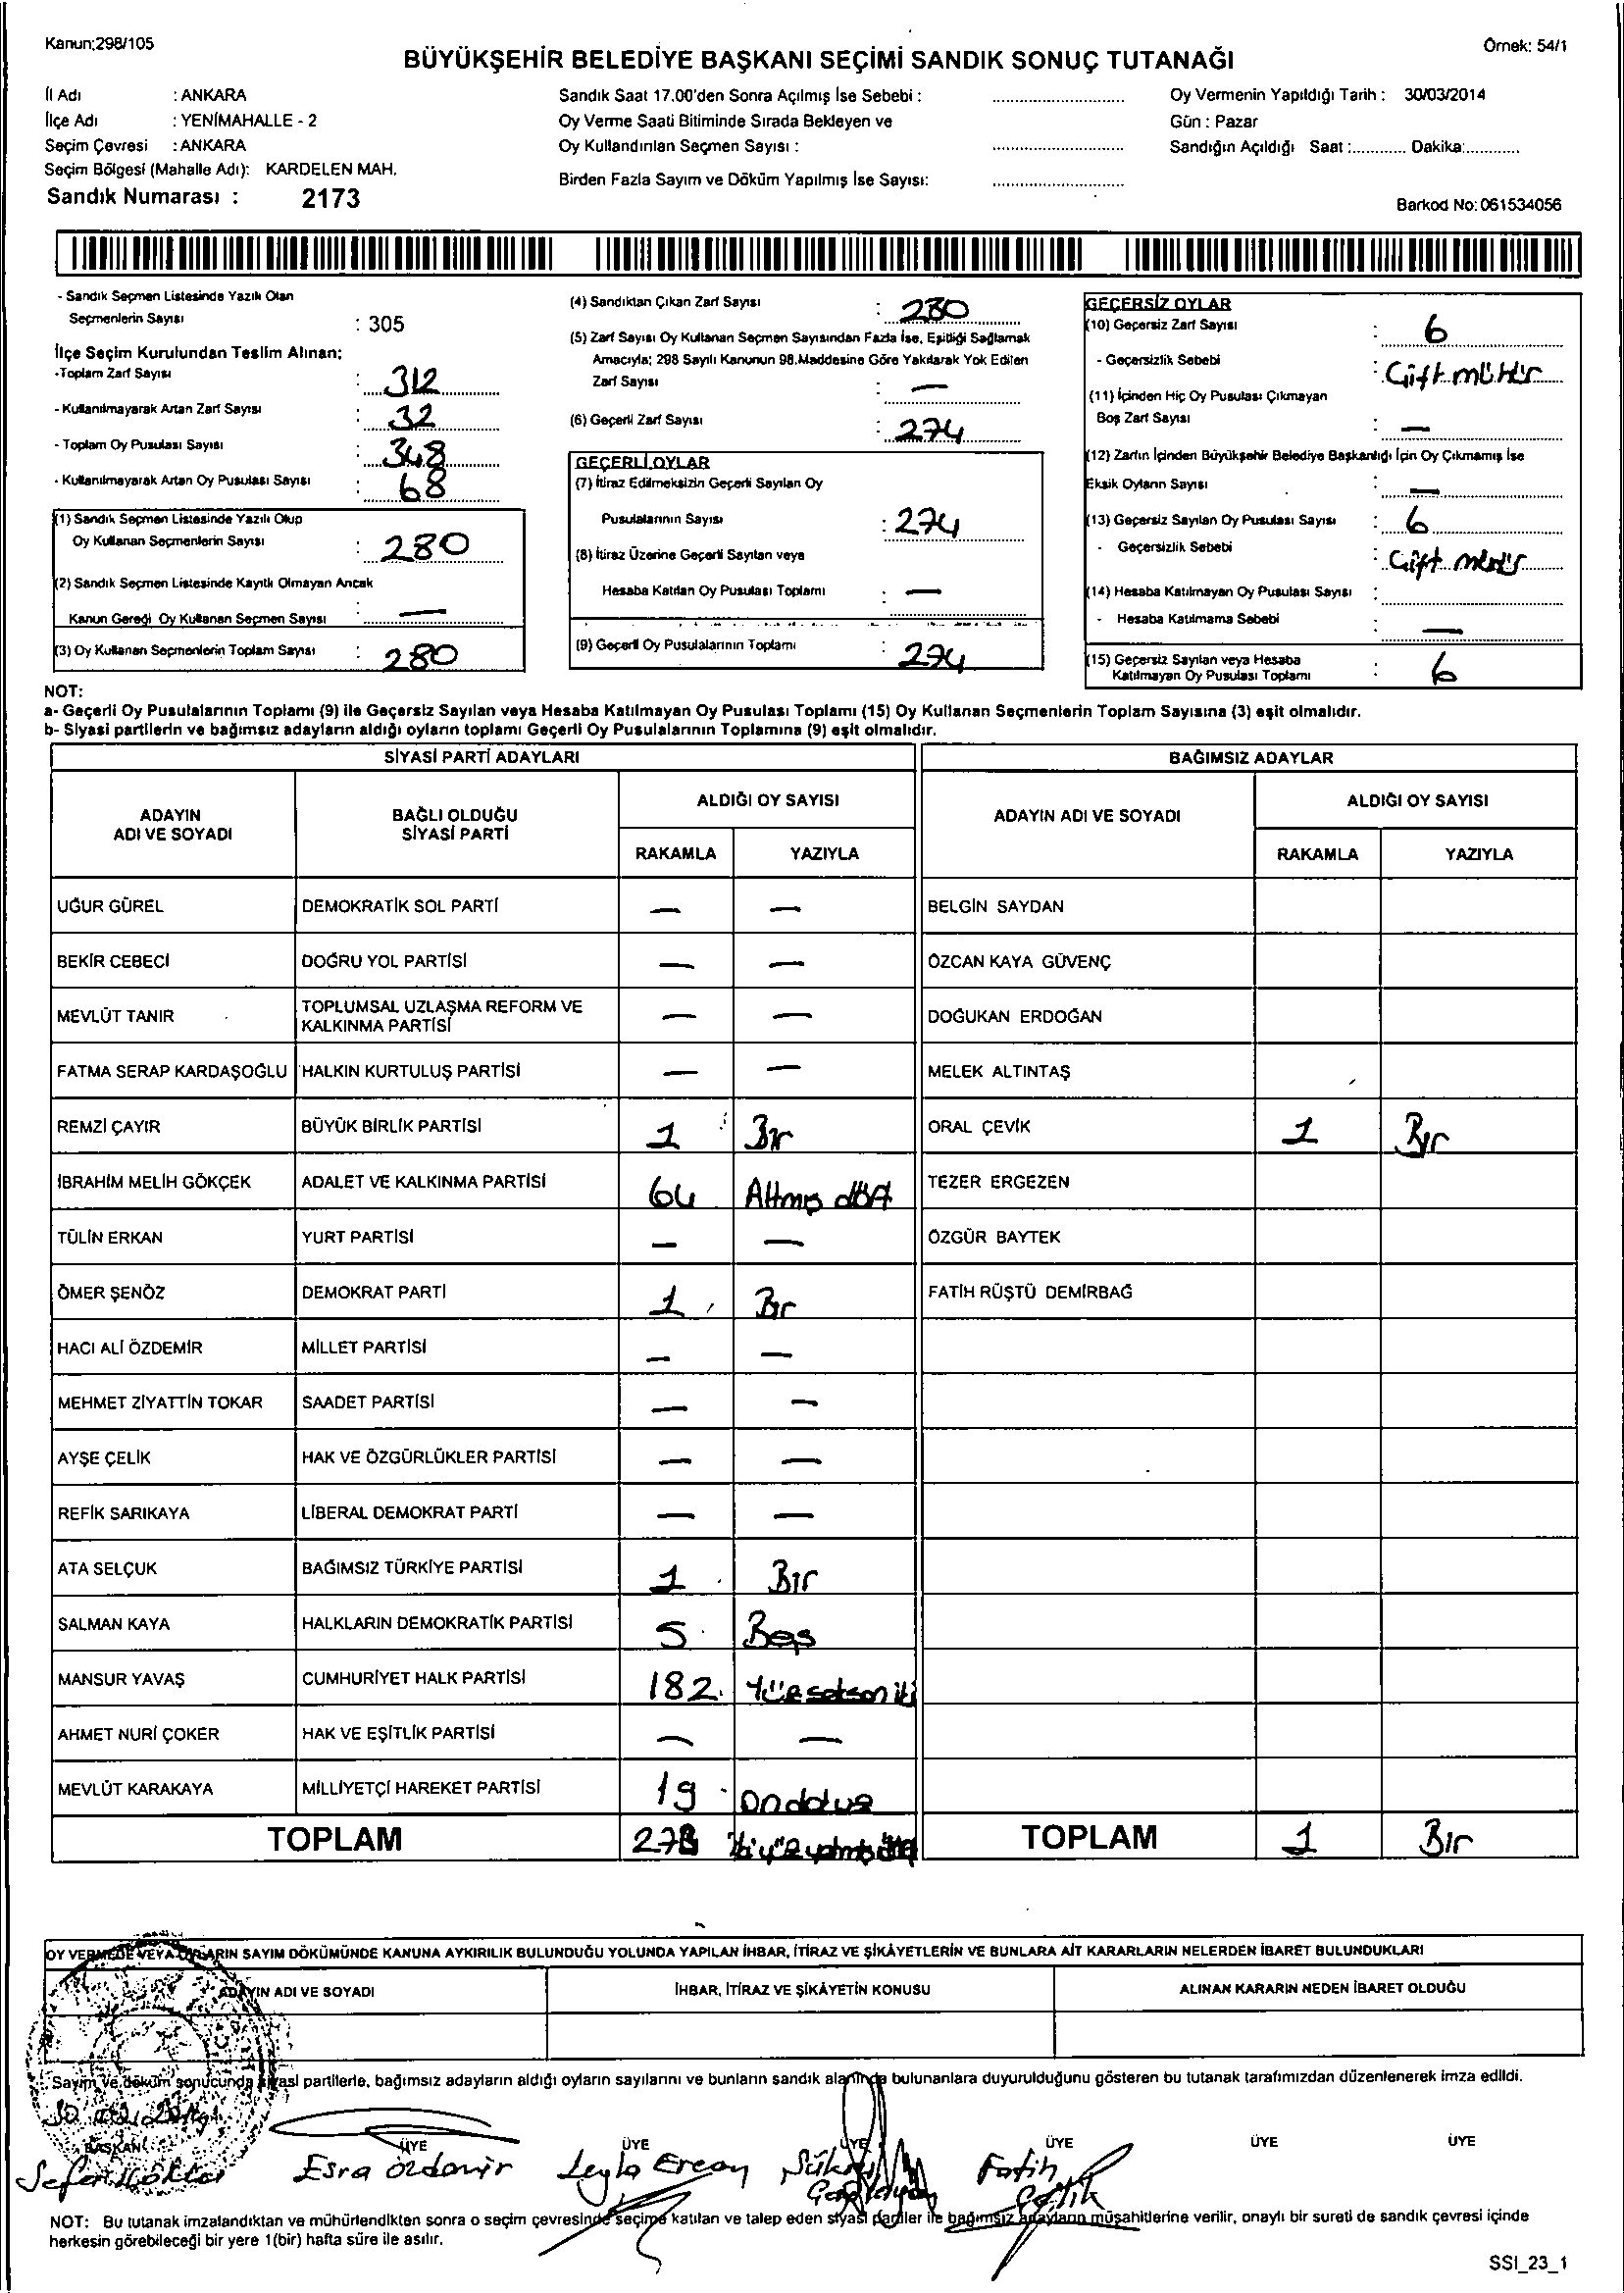 Kanun;298/105
Örnek: 54/1
BÜYÜKŞEHİR BELEDİYE BAŞKANI SEÇİMİ SANDIK SONUÇ TUTANAĞI
İl Adı : ANKARA
İlçe Adı : YENİMAHALLE - 2
Seçim Çevresi : ANKARA
Seçim Bölgesi (Mahalle Adı): KARDELEN MAH.
Sandık Numarası : 2173
Sandık Saat 17.00'den Sonra Açılmış İse Sebebi :
Oy Verme Saati Bitiminde Sırada Bekleyen ve
Oy Kullandırılan Seçmen Sayısı :
Birden Fazla Sayım ve Döküm Yapılmış İse Sayısı:
Oy Vermenin Yapıldığı Tarih : 30/03/2014
Gün : Pazar
Sandığın Açıldığı Saat :............ Dakika:............
Barkod No: 061534056
- Sandık Seçmen Listesinde Yazılı Olan
Seçmenlerin Sayısı : 305
İlçe Seçim Kurulundan Teslim Alınan:
-Toplam Zarf Sayısı : 312
- Kullanılmayarak Artan Zarf Sayısı : 32
- Toplam Oy Pusulası Sayısı : 348
- Kullanılmayarak Artan Oy Pusulası Sayısı : 68
(1) Sandık Seçmen Listesinde Yazılı Olup
Oy Kullanan Seçmenlerin Sayısı : 280
(2) Sandık Seçmen Listesinde Kayıtlı Olmayan Ancak
Kanun Gereği Oy Kullanan Seçmen Sayısı : —
(3) Oy Kullanan Seçmenlerin Toplam Sayısı : 280
(4) Sandıktan Çıkan Zarf Sayısı : 280
(5) Zarf Sayısı Oy Kullanan Seçmen Sayısından Fazla İse, Eşitliği Sağlamak
Amacıyla; 298 Sayılı Kanunun 98.Maddesine Göre Yakılarak Yok Edilen
Zarf Sayısı : —
(6) Geçerli Zarf Sayısı : 274
GEÇERLİ OYLAR
(7) İtiraz Edilmeksizin Geçerli Sayılan Oy
Pusulalarının Sayısı : 274
(8) İtiraz Üzerine Geçerli Sayılan veya
Hesaba Katılan Oy Pusulası Toplamı : —
(9) Geçerli Oy Pusulalarının Toplamı : 274
GEÇERSİZ OYLAR
(10) Geçersiz Zarf Sayısı : 6
- Geçersizlik Sebebi : Çift mühür
(11) İçinden Hiç Oy Pusulası Çıkmayan
Boş Zarf Sayısı : —
(12) Zarfın İçinden Büyükşehir Belediye Başkanlığı İçin Oy Çıkmamış İse
Eksik Oyların Sayısı : —
(13) Geçersiz Sayılan Oy Pusulası Sayısı : 6
- Geçersizlik Sebebi : Çift mühür
(14) Hesaba Katılmayan Oy Pusulası Sayısı :
- Hesaba Katılmama Sebebi : —
(15) Geçersiz Sayılan veya Hesaba
Katılmayan Oy Pusulası Toplamı : 6
NOT:
a- Geçerli Oy Pusulalarının Toplamı (9) ile Geçersiz Sayılan veya Hesaba Katılmayan Oy Pusulası Toplamı (15) Oy Kullanan Seçmenlerin Toplam Sayısına (3) eşit olmalıdır.
b- Siyasi partilerin ve bağımsız adayların aldığı oyların toplamı Geçerli Oy Pusulalarının Toplamına (9) eşit olmalıdır.
SİYASİ PARTİ ADAYLARI
BAĞIMSIZ ADAYLAR
ADAYIN ADI VE SOYADI
BAĞLI OLDUĞU SİYASİ PARTİ
ALDIĞI OY SAYISI
RAKAMLA YAZIYLA
ADAYIN ADI VE SOYADI
ALDIĞI OY SAYISI
RAKAMLA YAZIYLA
UĞUR GÜREL DEMOKRATİK SOL PARTİ — — BELGİN SAYDAN
BEKİR CEBECİ DOĞRU YOL PARTİSİ — — ÖZCAN KAYA GÜVENÇ
MEVLÜT TANIR TOPLUMSAL UZLAŞMA REFORM VE KALKINMA PARTİSİ — — DOĞUKAN ERDOĞAN
FATMA SERAP KARDAŞOĞLU HALKIN KURTULUŞ PARTİSİ — — MELEK ALTINTAŞ
REMZİ ÇAYIR BÜYÜK BİRLİK PARTİSİ 1 Bir ORAL ÇEVİK 1 Bir
İBRAHİM MELİH GÖKÇEK ADALET VE KALKINMA PARTİSİ 64 Altmış dört TEZER ERGEZEN
TÜLİN ERKAN YURT PARTİSİ — — ÖZGÜR BAYTEK
ÖMER ŞENÖZ DEMOKRAT PARTİ 1 Bir FATİH RÜŞTÜ DEMİRBAĞ
HACI ALİ ÖZDEMİR MİLLET PARTİSİ — —
MEHMET ZİYATTİN TOKAR SAADET PARTİSİ — —
AYŞE ÇELİK HAK VE ÖZGÜRLÜKLER PARTİSİ — —
REFİK SARIKAYA LİBERAL DEMOKRAT PARTİ — —
ATA SELÇUK BAĞIMSIZ TÜRKİYE PARTİSİ 1 Bir
SALMAN KAYA HALKLARIN DEMOKRATİK PARTİSİ 5 Beş
MANSUR YAVAŞ CUMHURİYET HALK PARTİSİ 182 Yüzseksen iki
AHMET NURİ ÇOKER HAK VE EŞİTLİK PARTİSİ — —
MEVLÜT KARAKAYA MİLLİYETÇİ HAREKET PARTİSİ 19 Ondokuz
TOPLAM 273 TOPLAM 1 Bir
OY VERMEDE VEYA OYLARIN SAYIM DÖKÜMÜNDE KANUNA AYKIRILIK BULUNDUĞU YOLUNDA YAPILAN İHBAR, İTİRAZ VE ŞİKÂYETLERİN VE BUNLARA AİT KARARLARIN NELERDEN İBARET BULUNDUKLARI
ADAYIN ADI VE SOYADI
İHBAR, İTİRAZ VE ŞİKÂYETİN KONUSU
ALINAN KARARIN NEDEN İBARET OLDUĞU
Sayım ve döküm sonucunda siyasi partilerle, bağımsız adayların aldığı oyların sayılarını ve bunların sandık alanında bulunanlara duyurulduğunu gösteren bu tutanak tarafımızdan düzenlenerek imza edildi.
BAŞKAN ÜYE ÜYE ÜYE ÜYE ÜYE ÜYE
Esra Özdemir Leyla Ercan Şükrü Fatih Çelik
NOT: Bu tutanak imzalandıktan ve mühürlendikten sonra o seçim çevresinde seçime katılan ve talep eden siyasi partiler ile bağımsız adayların müşahitlerine verilir, onaylı bir sureti de sandık çevresi içinde
herkesin görebileceği bir yere 1(bir) hafta süre ile asılır.
SSI_23_1